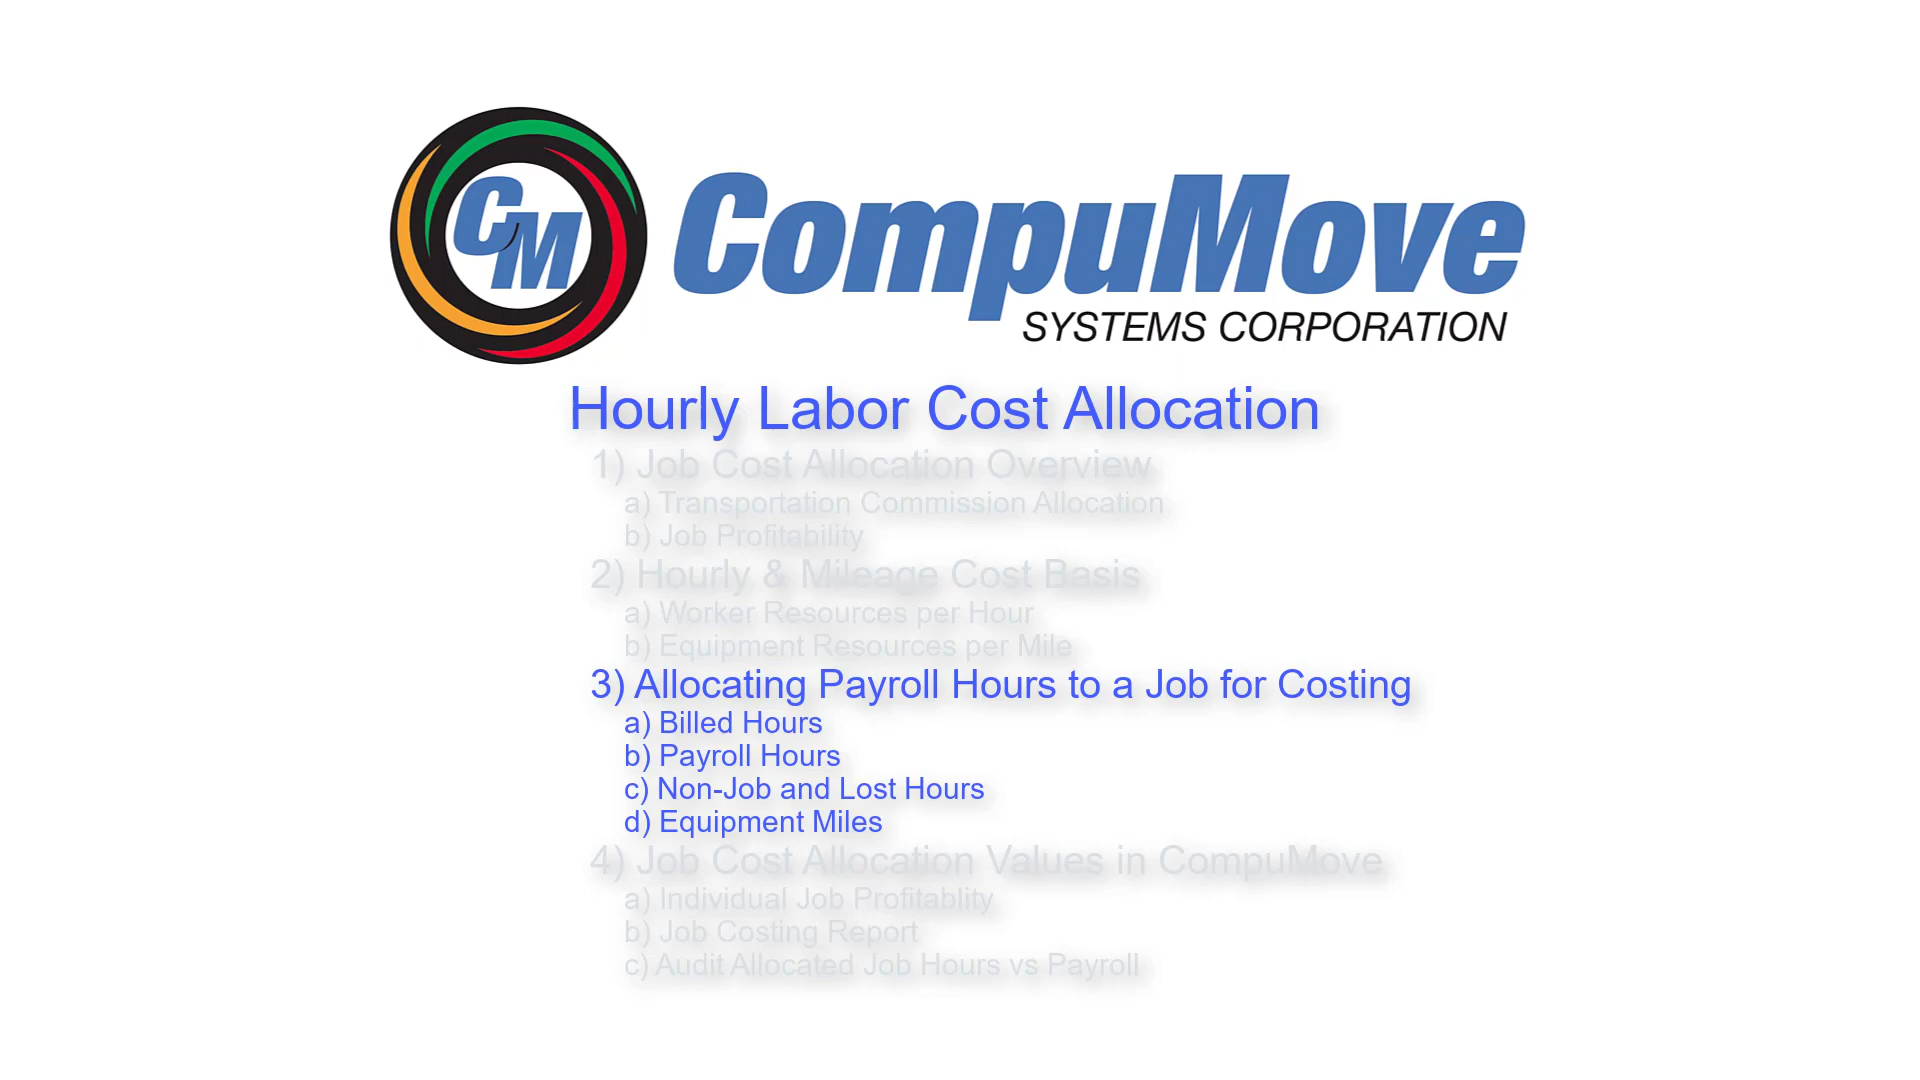 CM
CompuMove
SYSTEMS CORPORATION
Hourly Labor Cost Allocation
1) Job Cost Allocation Overview
a) Transportation Commission Allocation
b) Job Profitability
2) Hourly & Mileage Cost Basis
a) Worker Resources per Hour
b) Equipment Resources per Mile
3) Allocating Payroll Hours to a Job for Costing
a) Billed Hours
b) Payroll Hours
c) Non-Job and Lost Hours
d) Equipment Miles
4) Job Cost Allocation Values in CompuMove
a) Individual Job Profitablity
b) Job Costing Report
c) Audit Allocated Job Hours vs Payroll